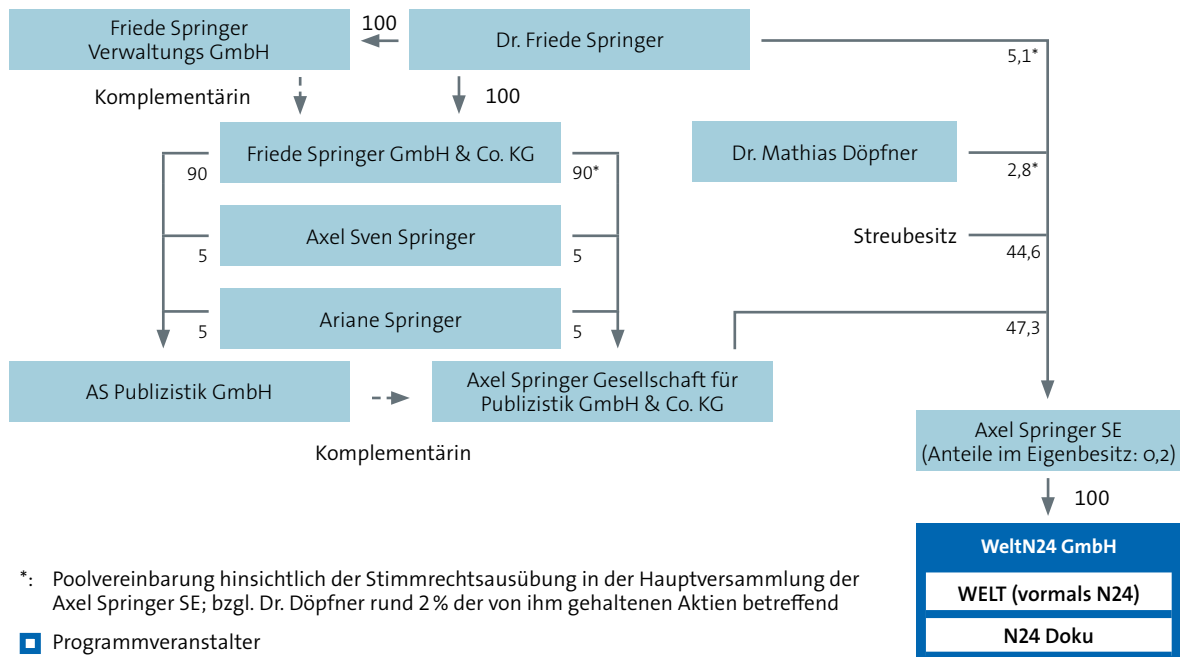 Friede Springer
Verwaltungs GmbH
100
Dr. Friede Springer
5,1*
Komplementärin
100
Friede Springer GmbH & Co. KG
90
90*
Dr. Mathias Döpfner
2,8*
Axel Sven Springer
5
5
Streubesitz
44,6
Ariane Springer
5
5
47,3
AS Publizistik GmbH
Axel Springer Gesellschaft für
Publizistik GmbH & Co. KG
Komplementärin
Axel Springer SE
(Anteile im Eigenbesitz: 0,2)
100
WeltN24 GmbH
WELT (vormals N24)
N24 Doku
*: Poolvereinbarung hinsichtlich der Stimmrechtsausübung in der Hauptversammlung der
Axel Springer SE; bzgl. Dr. Döpfner rund 2 % der von ihm gehaltenen Aktien betreffend
Programmveranstalter